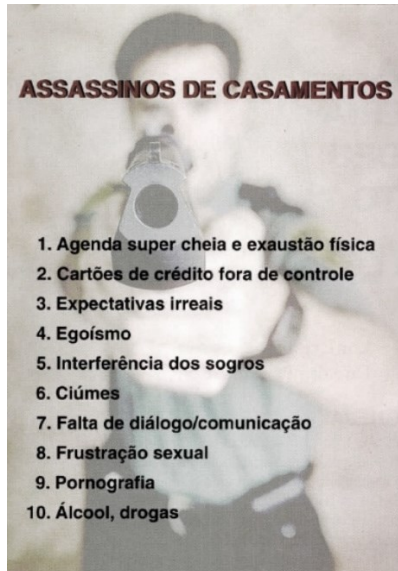 ASSASSINOS DE CASAMENTOS
1. Agenda super cheia e exaustão física
2. Cartões de crédito fora de controle
3. Expectativas irreais
4. Egoísmo
5. Interferência dos sogros
6. Ciúmes
7. Falta de diálogo/comunicação
8. Frustração sexual
9. Pornografia
10. Álcool, drogas